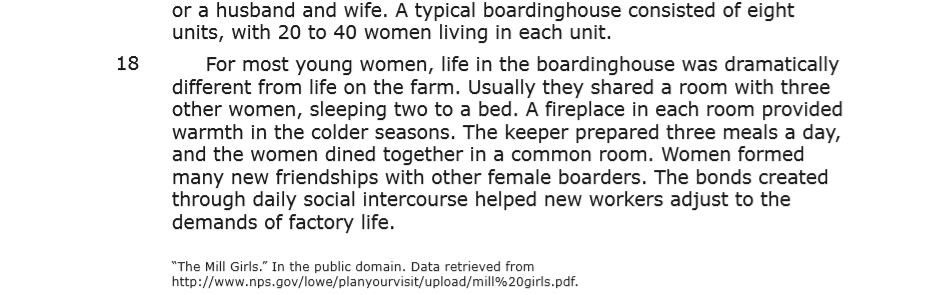 or a husband and wife. A typical boardinghouse consisted of eight
units, with 20 to 40 women living in each unit.
18 For most young women, life in the boardinghouse was dramatically
different from life on the farm. Usually they shared a room with three
other women, sleeping two to a bed. A fireplace in each room provided
warmth in the colder seasons. The keeper prepared three meals a day,
and the women dined together in a common room. Women formed
many new friendships with other female boarders. The bonds created
through daily social intercourse helped new workers adjust to the
demands of factory life.
“The Mill Girls.” In the public domain. Data retrieved from
http://www.nps.gov/lowe/planyourvisit/upload/mill%20girls.pdf.